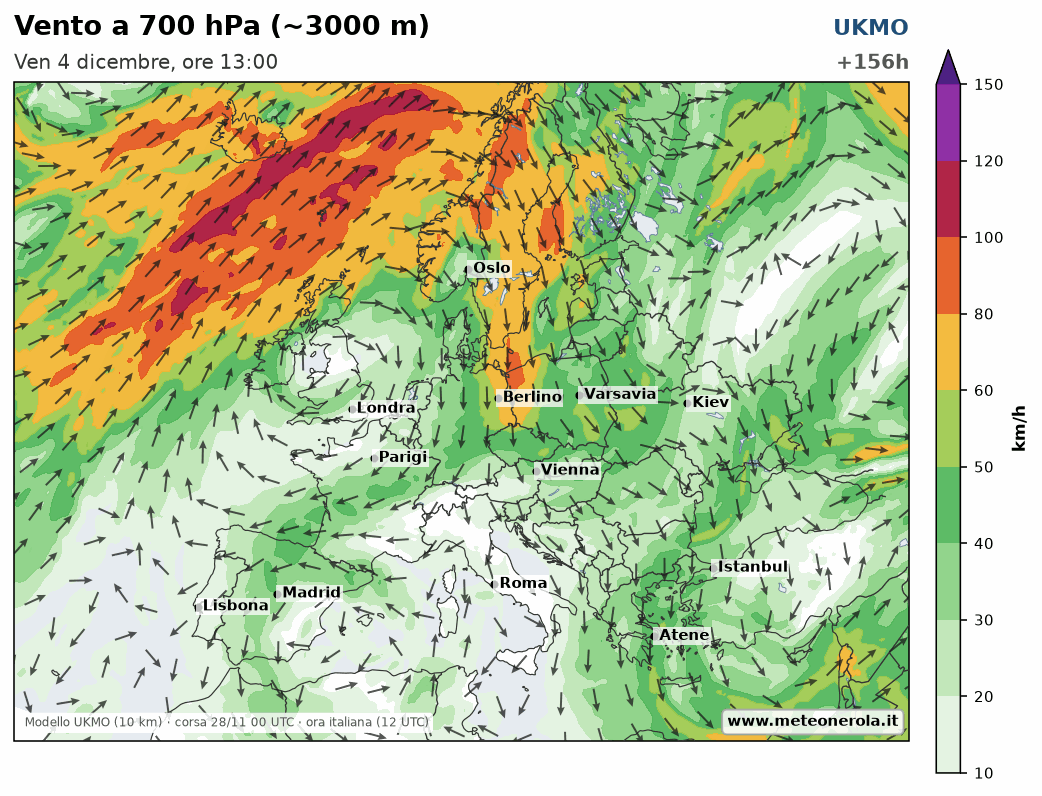 Vento a 700 hPa (~3000 m)
UKMO
Ven 4 dicembre, ore 13:00
+156h
150
120
100
80
60
50
40
30
20
10
km/h
Oslo
Berlino
Varsavia
Kiev
Londra
Parigi
Vienna
Istanbul
Roma
Madrid
Lisbona
Atene
Modello UKMO (10 km) · corsa 28/11 00 UTC · ora italiana (12 UTC)
www.meteonerola.it